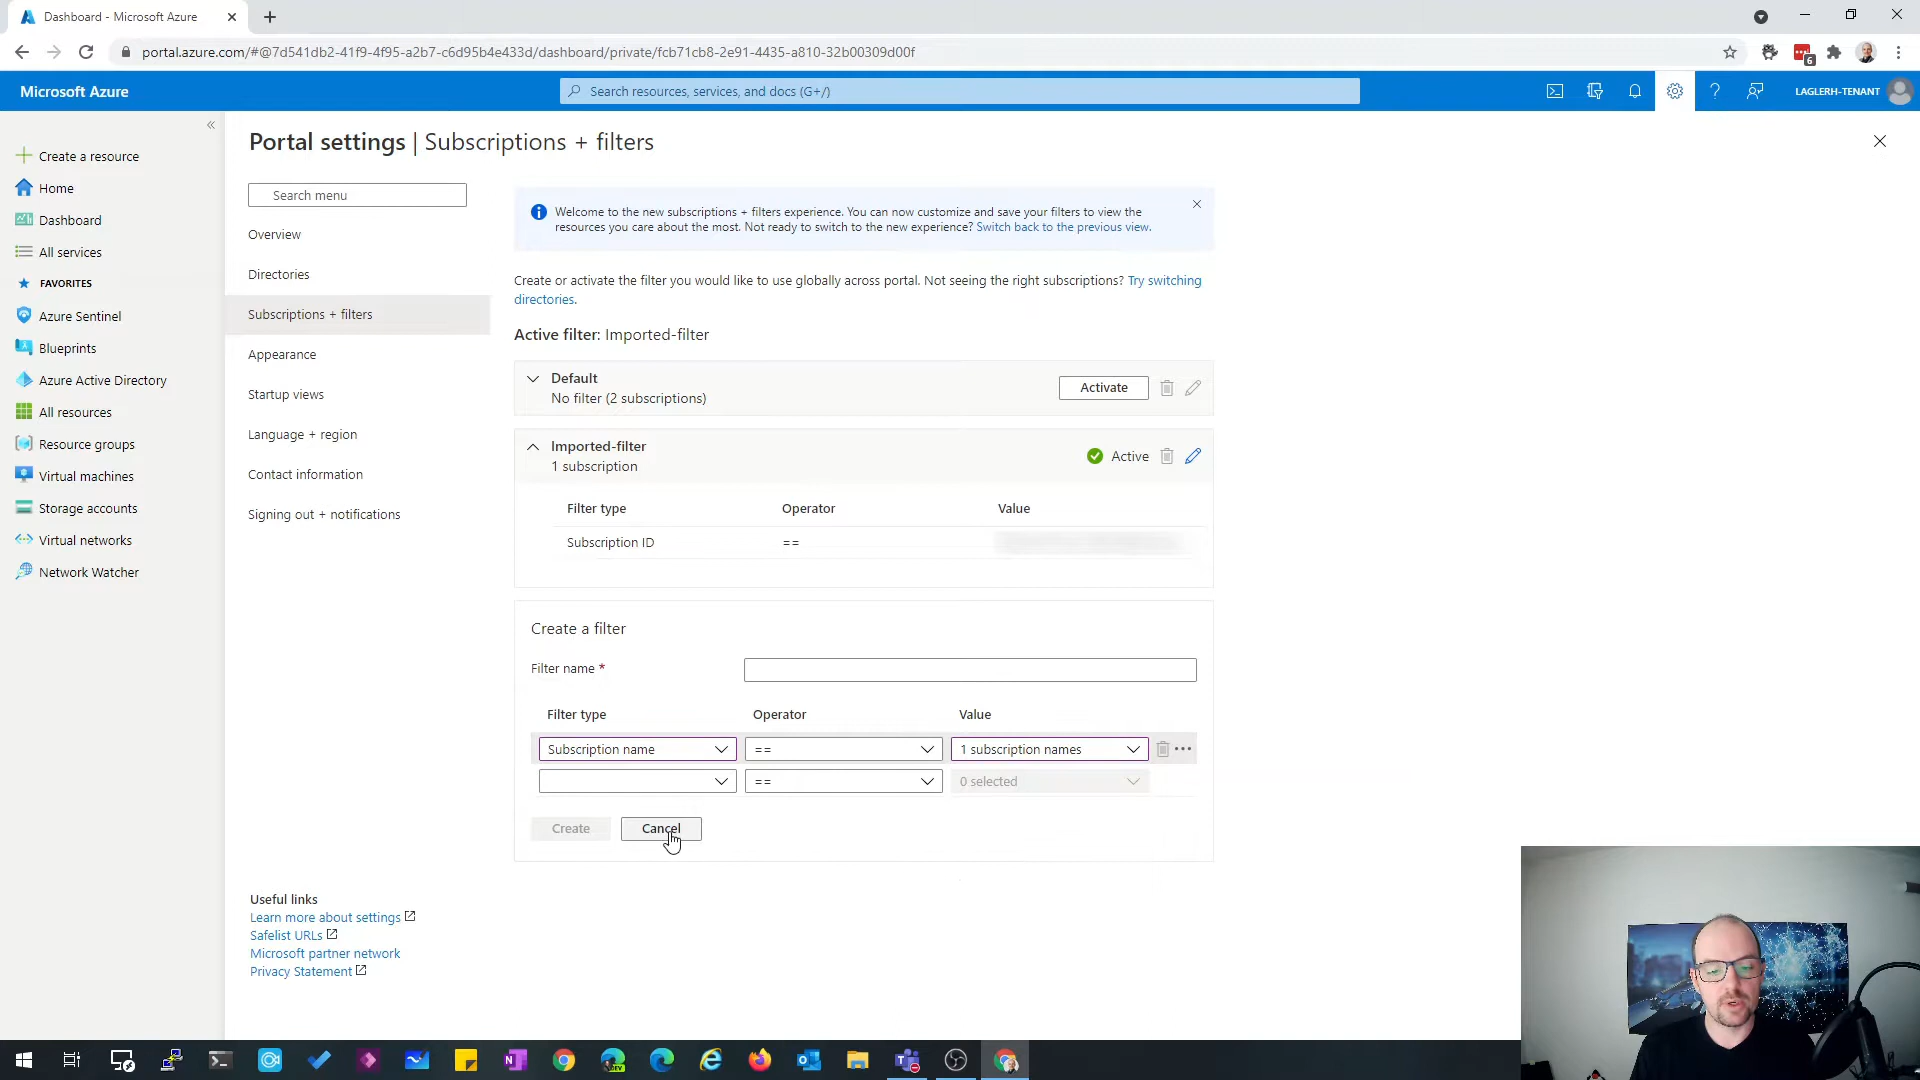 Dashboard - Microsoft Azure
portal.azure.com/#@7d541db2-41f9-4f95-a2b7-c6d95b4e433d/dashboard/private/fcb71cb8-2e91-4435-a810-32b00309d00f
6
Microsoft Azure
Search resources, services, and docs (G+/)
LAGLERH-TENANT
Portal settings | Subscriptions + filters
Create a resource
Home
Dashboard
All services
FAVORITES
Azure Sentinel
Blueprints
Azure Active Directory
All resources
Resource groups
Virtual machines
Storage accounts
Virtual networks
Network Watcher
Search menu
Overview
Directories
Subscriptions + filters
Appearance
Startup views
Language + region
Contact information
Signing out + notifications
Useful links
Learn more about settings
Safelist URLs
Microsoft partner network
Privacy Statement
Welcome to the new subscriptions + filters experience. You can now customize and save your filters to view the
resources you care about the most. Not ready to switch to the new experience? Switch back to the previous view.
Create or activate the filter you would like to use globally across portal. Not seeing the right subscriptions? Try switching
directories.
Active filter: Imported-filter
Default
No filter (2 subscriptions)
Activate
Imported-filter
1 subscription
Active
Filter type Operator Value
Subscription ID ==
Create a filter
Filter name *
Filter type Operator Value
Subscription name == 1 subscription names
== 0 selected
Create Cancel